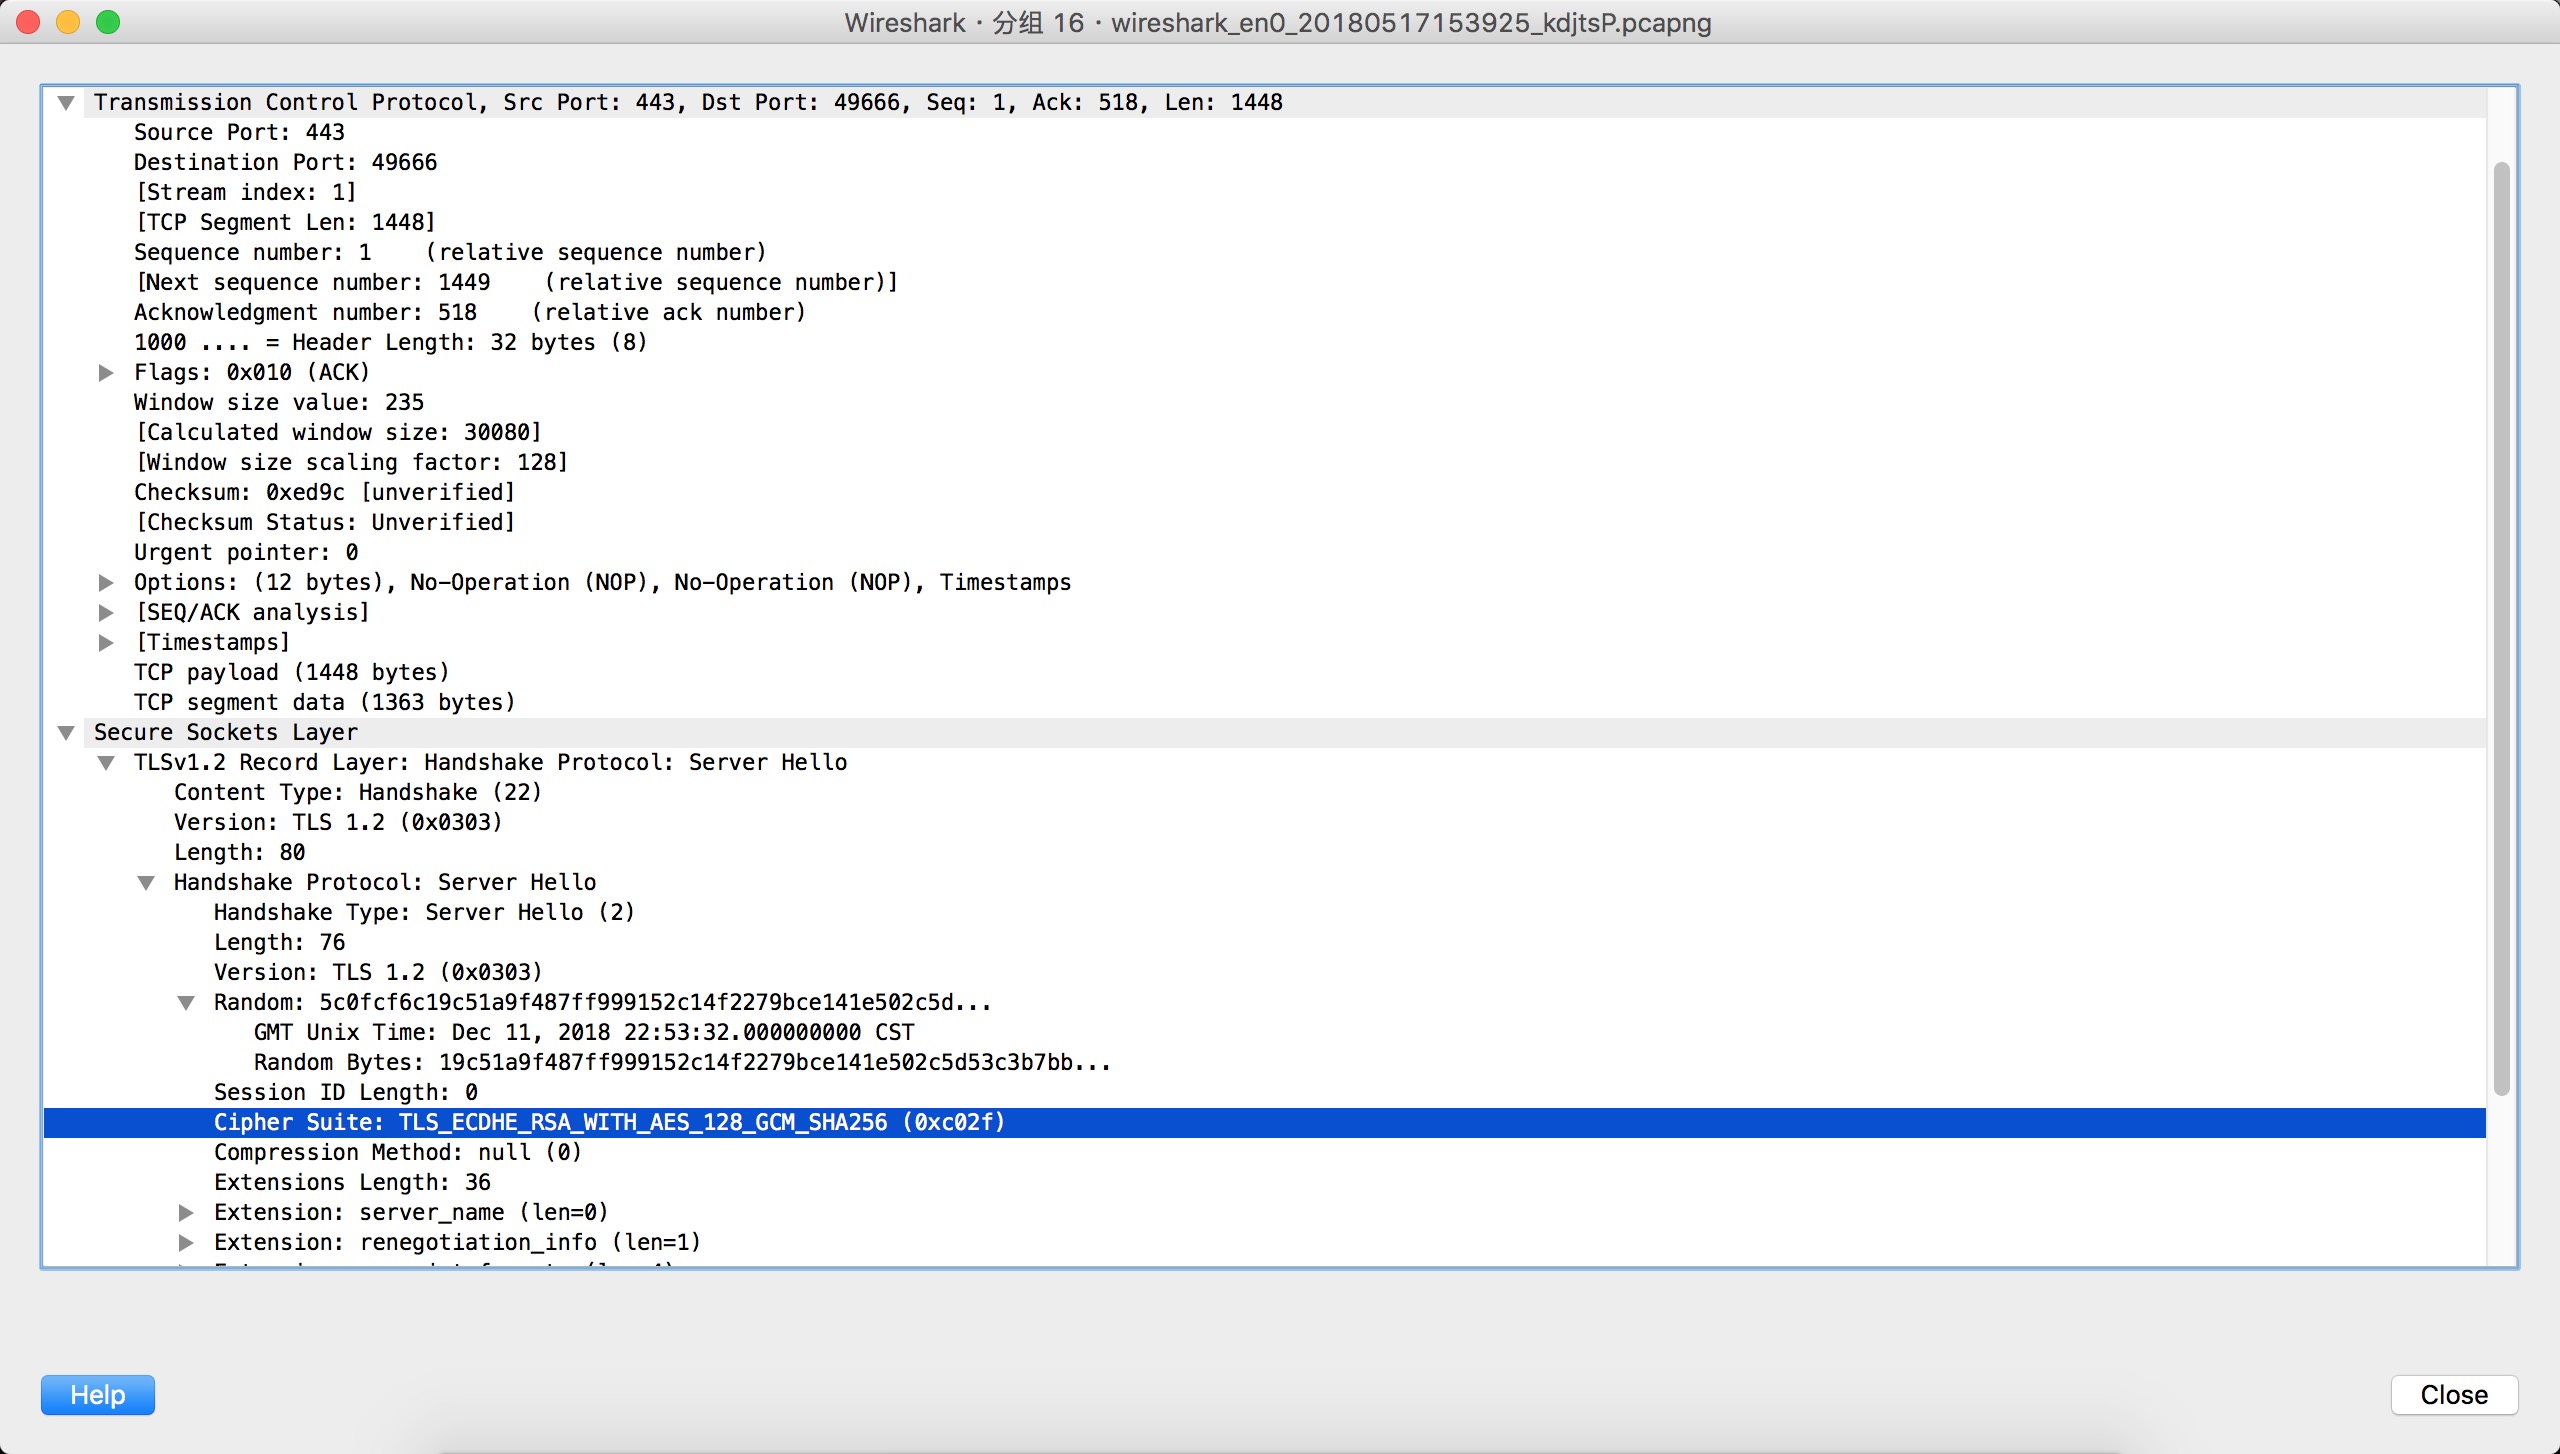 Wireshark · 分组 16 · wireshark_en0_20180517153925_kdjtsP.pcapng
Transmission Control Protocol, Src Port: 443, Dst Port: 49666, Seq: 1, Ack: 518, Len: 1448
Source Port: 443
Destination Port: 49666
[Stream index: 1]
[TCP Segment Len: 1448]
Sequence number: 1    (relative sequence number)
[Next sequence number: 1449    (relative sequence number)]
Acknowledgment number: 518    (relative ack number)
1000 .... = Header Length: 32 bytes (8)
Flags: 0x010 (ACK)
Window size value: 235
[Calculated window size: 30080]
[Window size scaling factor: 128]
Checksum: 0xed9c [unverified]
[Checksum Status: Unverified]
Urgent pointer: 0
Options: (12 bytes), No-Operation (NOP), No-Operation (NOP), Timestamps
[SEQ/ACK analysis]
[Timestamps]
TCP payload (1448 bytes)
TCP segment data (1363 bytes)
Secure Sockets Layer
TLSv1.2 Record Layer: Handshake Protocol: Server Hello
Content Type: Handshake (22)
Version: TLS 1.2 (0x0303)
Length: 80
Handshake Protocol: Server Hello
Handshake Type: Server Hello (2)
Length: 76
Version: TLS 1.2 (0x0303)
Random: 5c0fcf6c19c51a9f487ff999152c14f2279bce141e502c5d...
GMT Unix Time: Dec 11, 2018 22:53:32.000000000 CST
Random Bytes: 19c51a9f487ff999152c14f2279bce141e502c5d53c3b7bb...
Session ID Length: 0
Cipher Suite: TLS_ECDHE_RSA_WITH_AES_128_GCM_SHA256 (0xc02f)
Compression Method: null (0)
Extensions Length: 36
Extension: server_name (len=0)
Extension: renegotiation_info (len=1)
Help
Close